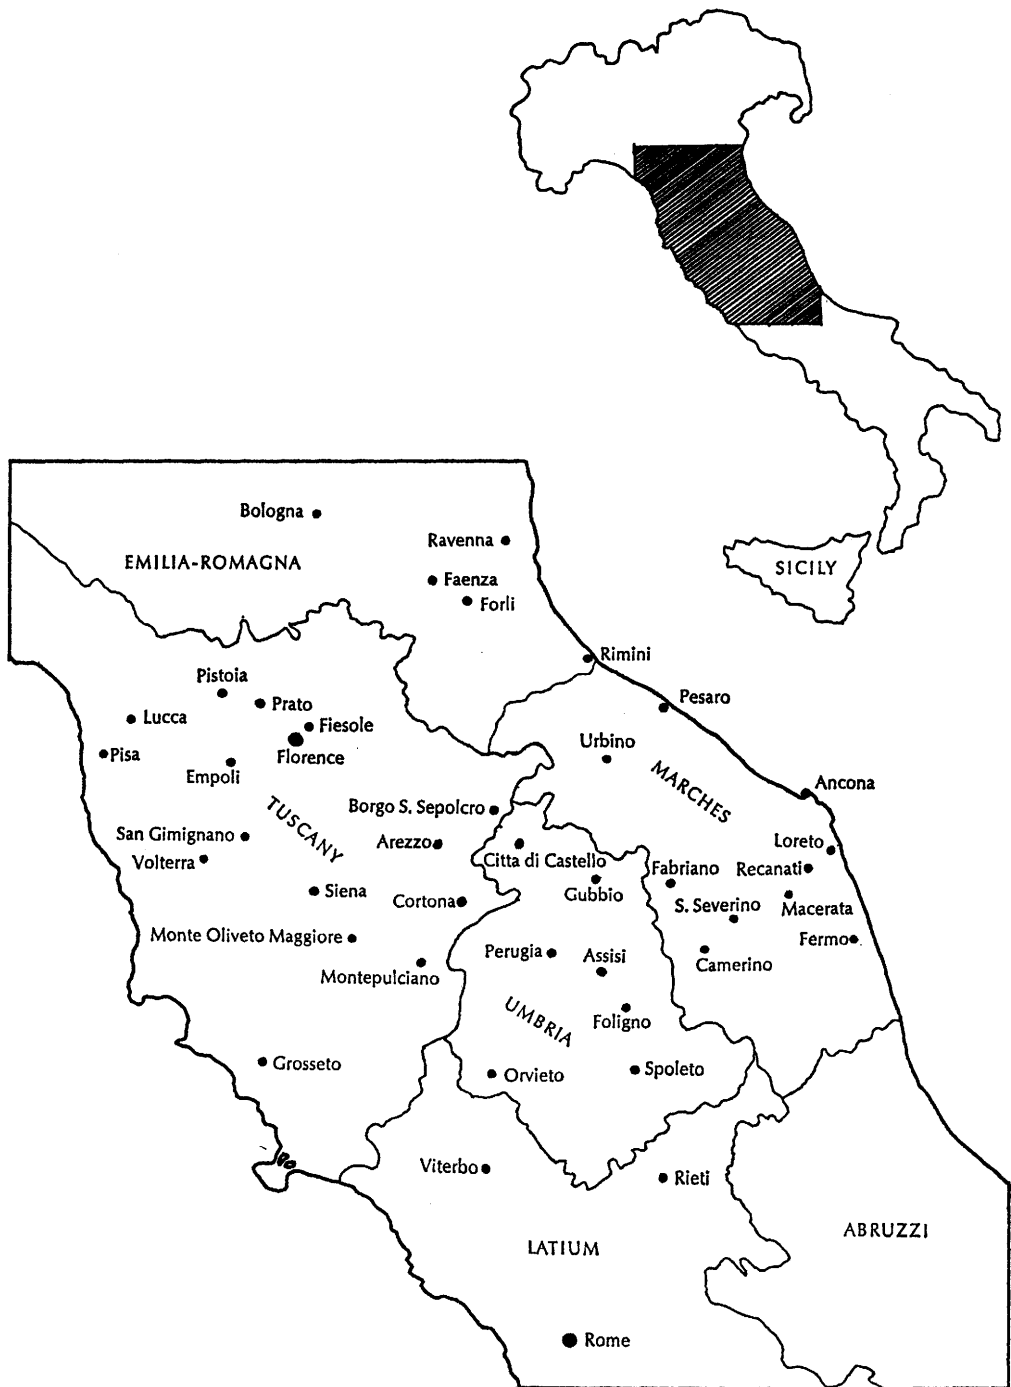 SICILY
Bologna
Ravenna
EMILIA-ROMAGNA
Faenza
Forli
Rimini
Pistoia
Pesaro
Prato
Lucca
Fiesole
Urbino
Pisa
Florence
Empoli
MARCHES
Ancona
Borgo S. Sepolcro
TUSCANY
San Gimignano
Arezzo
Loreto
Volterra
Citta di Castello
Fabriano
Recanati
Siena
Gubbio
Cortona
S. Severino
Macerata
Monte Oliveto Maggiore
Fermo
Perugia
Assisi
Camerino
Montepulciano
UMBRIA
Foligno
Grosseto
Orvieto
Spoleto
Viterbo
Rieti
ABRUZZI
LATIUM
Rome